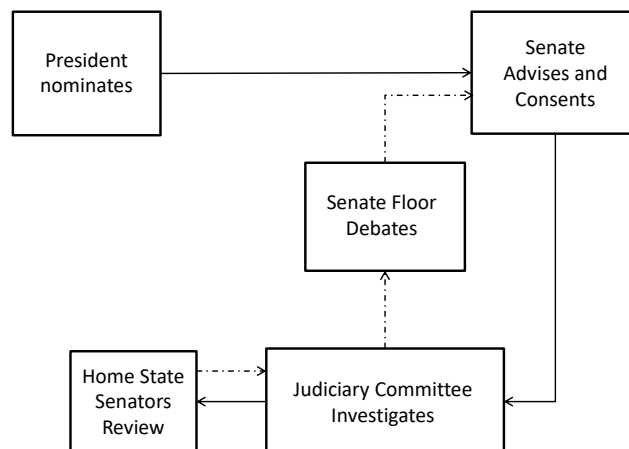 President
nominates
Senate
Advises and
Consents
Senate Floor
Debates
Home State
Senators
Review
Judiciary Committee
Investigates